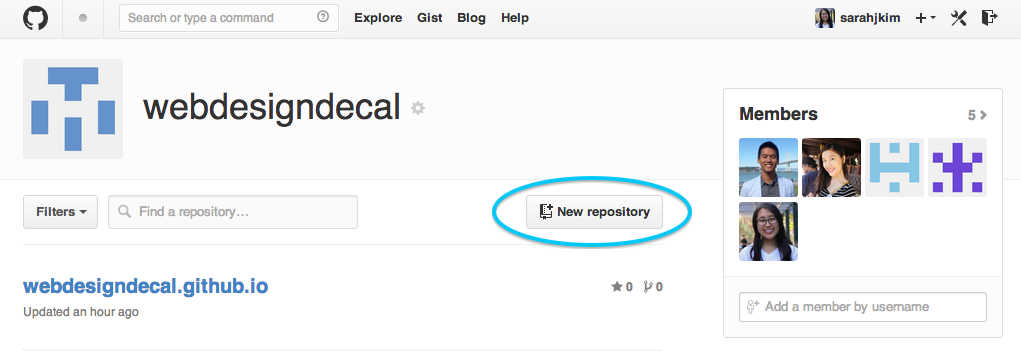 Search or type a command
Explore Gist Blog Help
sarahjkim
webdesigndecal
Members 5
Filters
Find a repository…
New repository
webdesigndecal.github.io
0 0
Updated an hour ago
Add a member by username